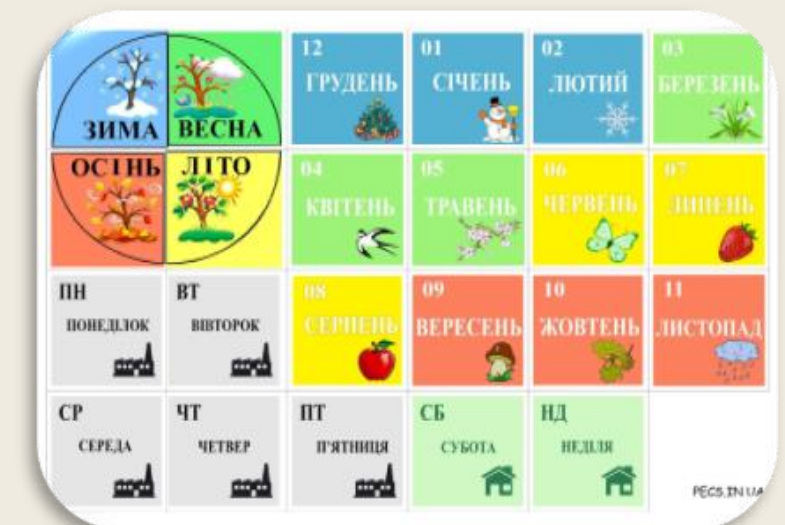 ЗИМА ВЕСНА
ОСІНЬ ЛІТО
12
ГРУДЕНЬ
01
СІЧЕНЬ
02
ЛЮТИЙ
03
БЕРЕЗЕНЬ
04
КВІТЕНЬ
05
ТРАВЕНЬ
06
ЧЕРВЕНЬ
07
ЛИПЕНЬ
ПН
ПОНЕДІЛОК
ВТ
ВІВТОРОК
08
СЕРПЕНЬ
09
ВЕРЕСЕНЬ
10
ЖОВТЕНЬ
11
ЛИСТОПАД
СР
СЕРЕДА
ЧТ
ЧЕТВЕР
ПТ
П'ЯТНИЦЯ
СБ
СУБОТА
НД
НЕДІЛЯ
PECS.IN.UA